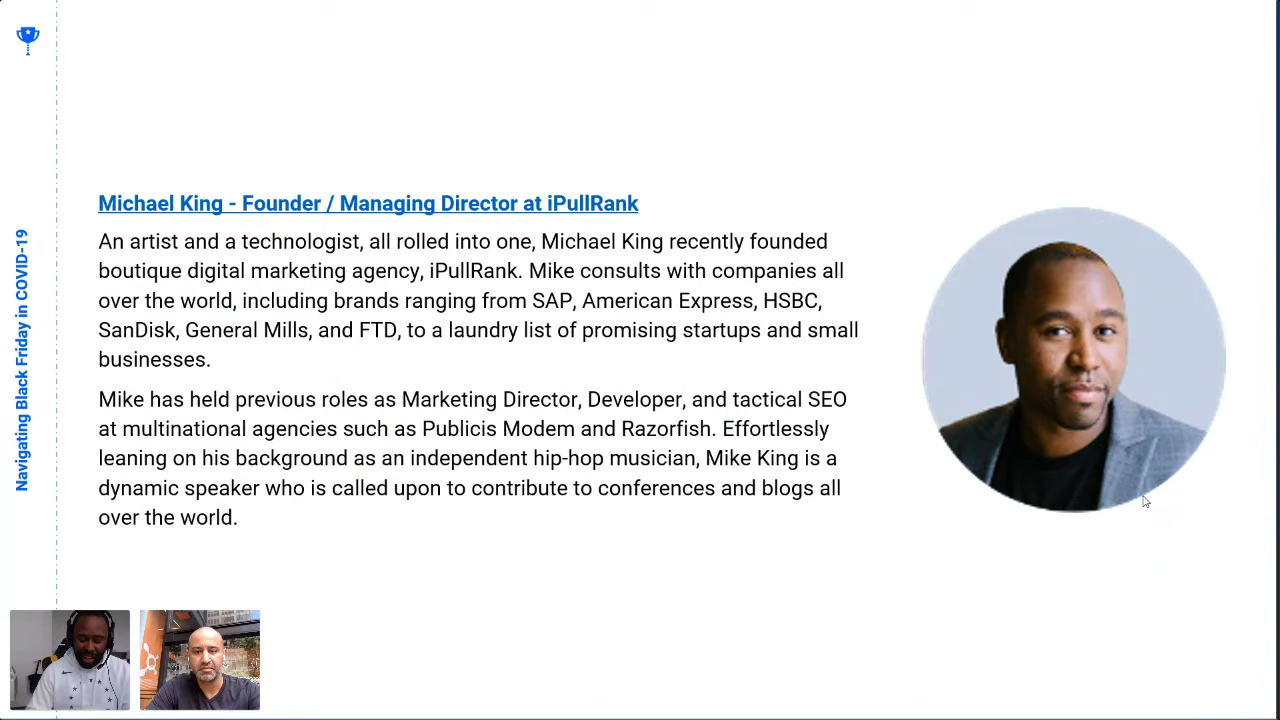 Navigating Black Friday in COVID-19
Michael King - Founder / Managing Director at iPullRank
An artist and a technologist, all rolled into one, Michael King recently founded
boutique digital marketing agency, iPullRank. Mike consults with companies all
over the world, including brands ranging from SAP, American Express, HSBC,
SanDisk, General Mills, and FTD, to a laundry list of promising startups and small
businesses.
Mike has held previous roles as Marketing Director, Developer, and tactical SEO
at multinational agencies such as Publicis Modem and Razorfish. Effortlessly
leaning on his background as an independent hip-hop musician, Mike King is a
dynamic speaker who is called upon to contribute to conferences and blogs all
over the world.